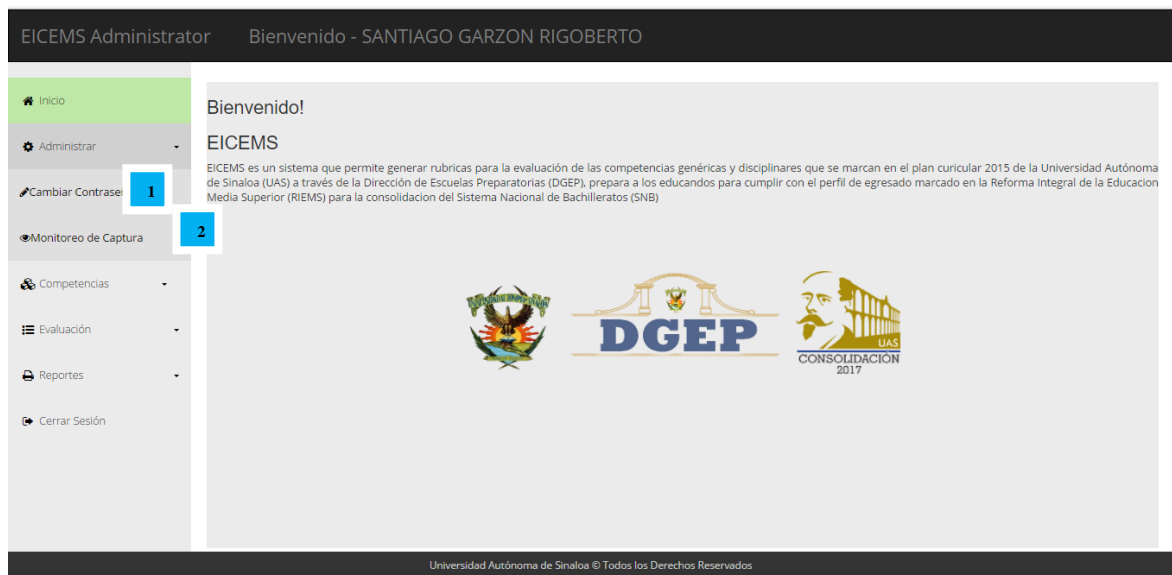 EICEMS Administrator Bienvenido - SANTIAGO GARZON RIGOBERTO
Inicio
Administrar
Cambiar Contraseñ
1
Monitoreo de Captura
2
Competencias
Evaluación
Reportes
Cerrar Sesión
Bienvenido!
EICEMS
EICEMS es un sistema que permite generar rubricas para la evaluación de las competencias genéricas y disciplinares que se marcan en el plan curicular 2015 de la Universidad Autónoma
de Sinaloa (UAS) a través de la Dirección de Escuelas Preparatorias (DGEP), prepara a los educandos para cumplir con el perfil de egresado marcado en la Reforma Integral de la Educacion
Media Superior (RIEMS) para la consolidacion del Sistema Nacional de Bachilleratos (SNB)
DGEP
UAS
CONSOLIDACIÓN
2017
Universidad Autónoma de Sinaloa © Todos los Derechos Reservados